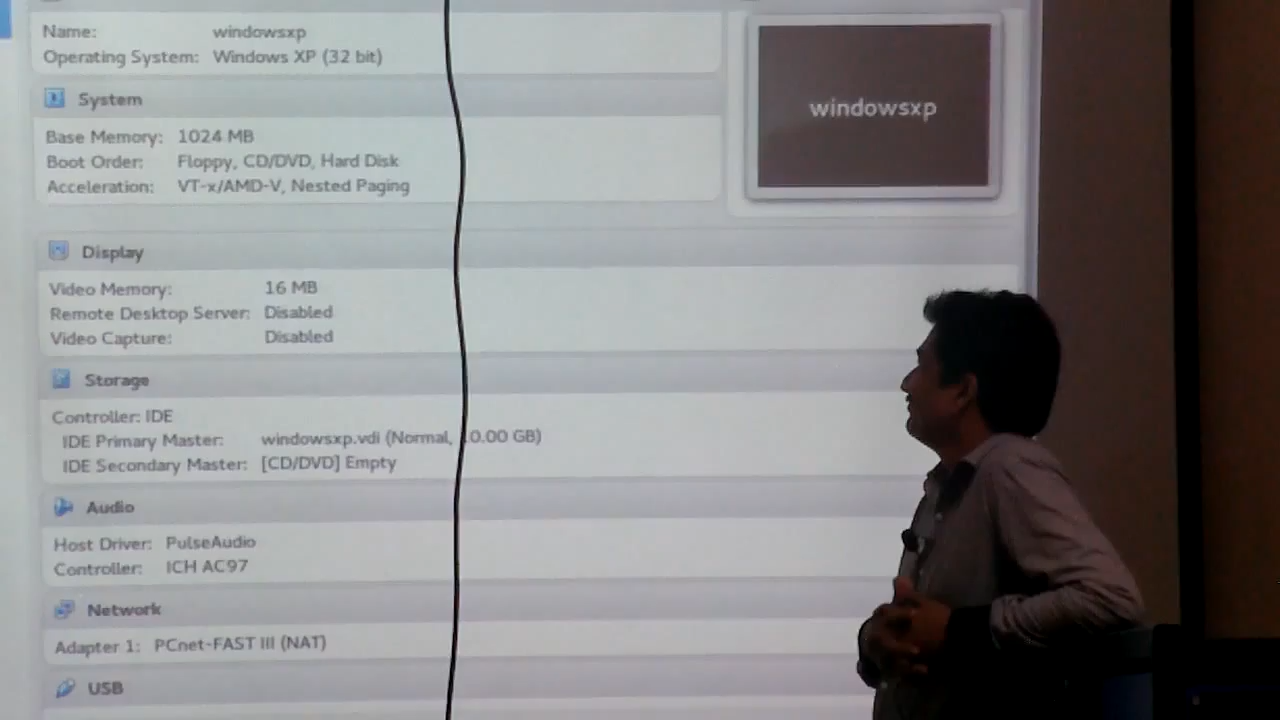 Name: windowsxp
Operating System: Windows XP (32 bit)
windowsxp
System
Base Memory: 1024 MB
Boot Order: Floppy, CD/DVD, Hard Disk
Acceleration: VT-x/AMD-V, Nested Paging
Display
Video Memory: 16 MB
Remote Desktop Server: Disabled
Video Capture: Disabled
Storage
Controller: IDE
IDE Primary Master: windowsxp.vdi (Normal, 0.00 GB)
IDE Secondary Master: [CD/DVD] Empty
Audio
Host Driver: PulseAudio
Controller: ICH AC97
Network
Adapter 1: PCnet-FAST III (NAT)
USB